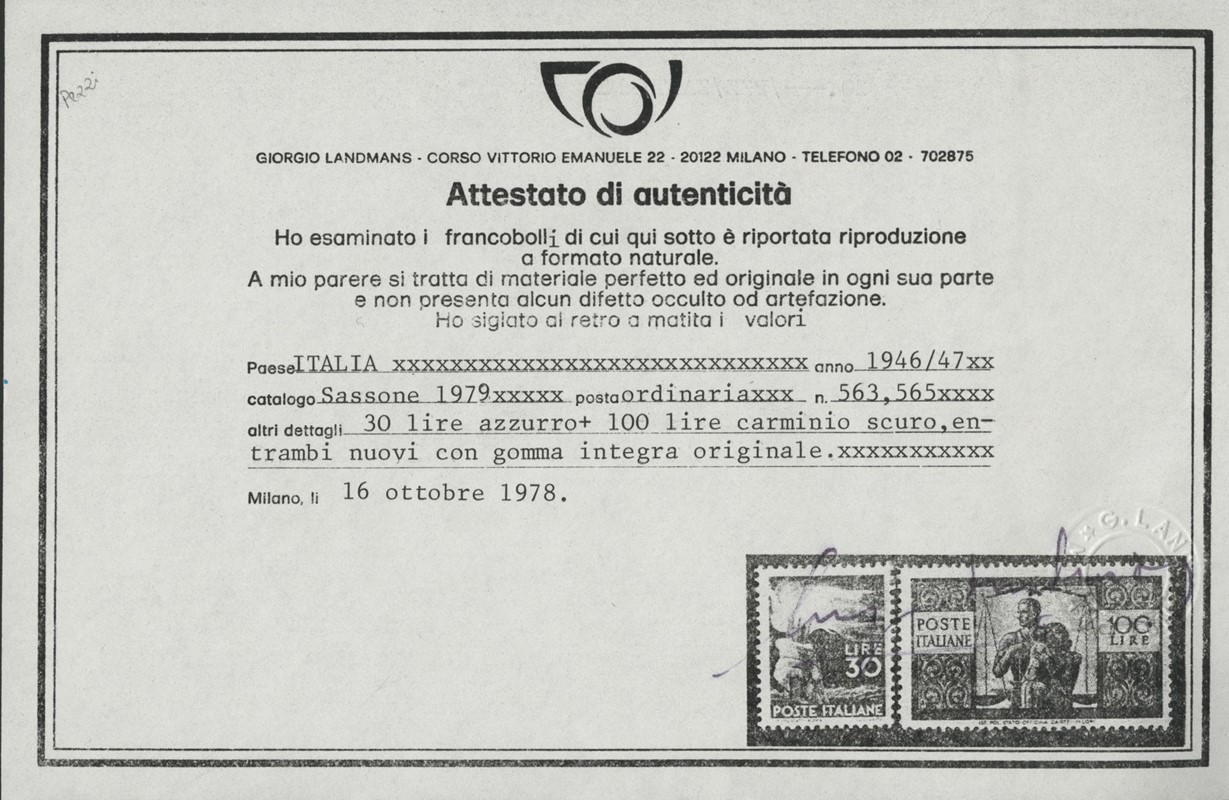 Pezzi
GIORGIO LANDMANS - CORSO VITTORIO EMANUELE 22 - 20122 MILANO - TELEFONO 02 - 702875
Attestato di autenticità
Ho esaminato i francobolli di cui qui sotto è riportata riproduzione
a formato naturale.
A mio parere si tratta di materiale perfetto ed originale in ogni sua parte
e non presenta alcun difetto occulto od artefazione.
Ho siglato al retro a matita i valori
Paese ITALIA xxxxxxxxxxxxxxxxxxxxxxxxxxxxx anno 1946/47xx
catalogo Sassone 1979xxxxx posta ordinariaxxx n. 563,565xxxx
altri dettagli 30 lire azzurro+ 100 lire carminio scuro,en-
trambi nuovi con gomma integra originale.xxxxxxxxxxx
Milano, li 16 ottobre 1978.
G. LAN
LIRE
30
POSTE ITALIANE
POSTE
ITALIANE
100
LIRE